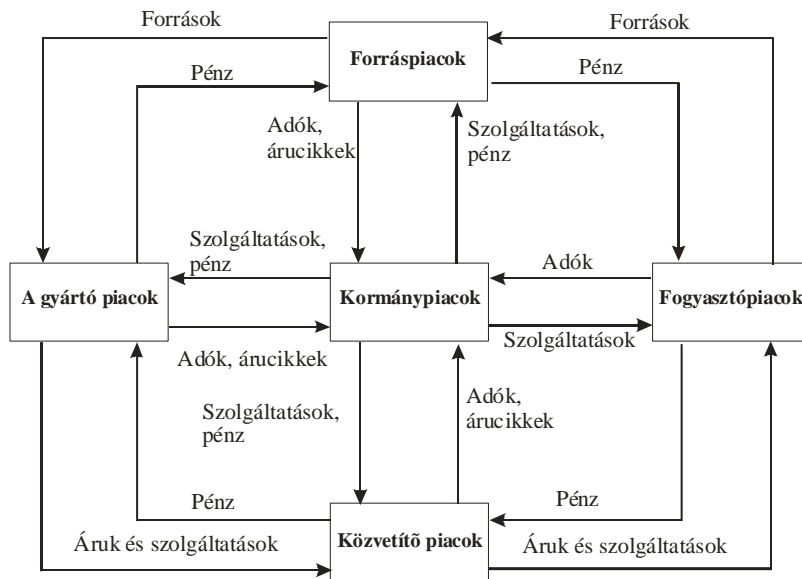 Források
Források
Forráspiacok
Pénz
Pénz
Adók,
árucikkek
Szolgáltatások,
pénz
Szolgáltatások,
pénz
Adók
A gyártó piacok
Kormánypiacok
Fogyasztópiacok
Adók, árucikkek
Szolgáltatások
Szolgáltatások,
pénz
Adók,
árucikkek
Pénz
Pénz
Áruk és szolgáltatások
Közvetítõ piacok
Áruk és szolgáltatások